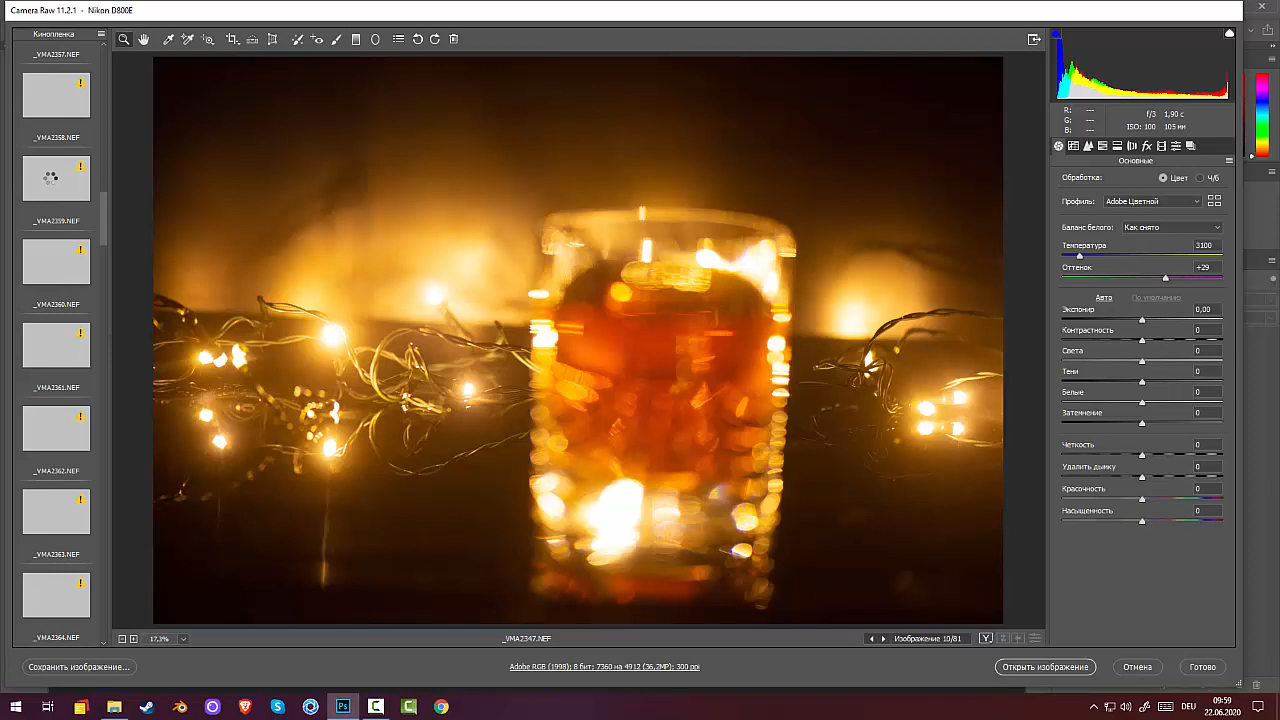 Camera Raw 11.2.1 - Nikon D800E
Кинопленка
_VMA2357.NEF
_VMA2358.NEF
_VMA2359.NEF
_VMA2360.NEF
_VMA2361.NEF
_VMA2362.NEF
_VMA2363.NEF
_VMA2364.NEF
17,3%
_VMA2347.NEF
Изображение 10/81
Сохранить изображение...
Adobe RGB (1998); 8 бит; 7360 на 4912 (36,2MP); 300 ppi
Открыть изображение
Отмена
Готово
R: ---
G: ---
B: ---
f/3 1,90 с
ISO: 100 105 мм
Основные
Обработка: Цвет Ч/б
Профиль: Adobe Цветной
Баланс белого: Как снято
Температура 3100
Оттенок +29
Авто По умолчанию
Экспонир 0,00
Контрастность 0
Света 0
Тени 0
Белые 0
Затемнение 0
Четкость 0
Удалить дымку 0
Красочность 0
Насыщенность 0
DEU
09:59
22.06.2020